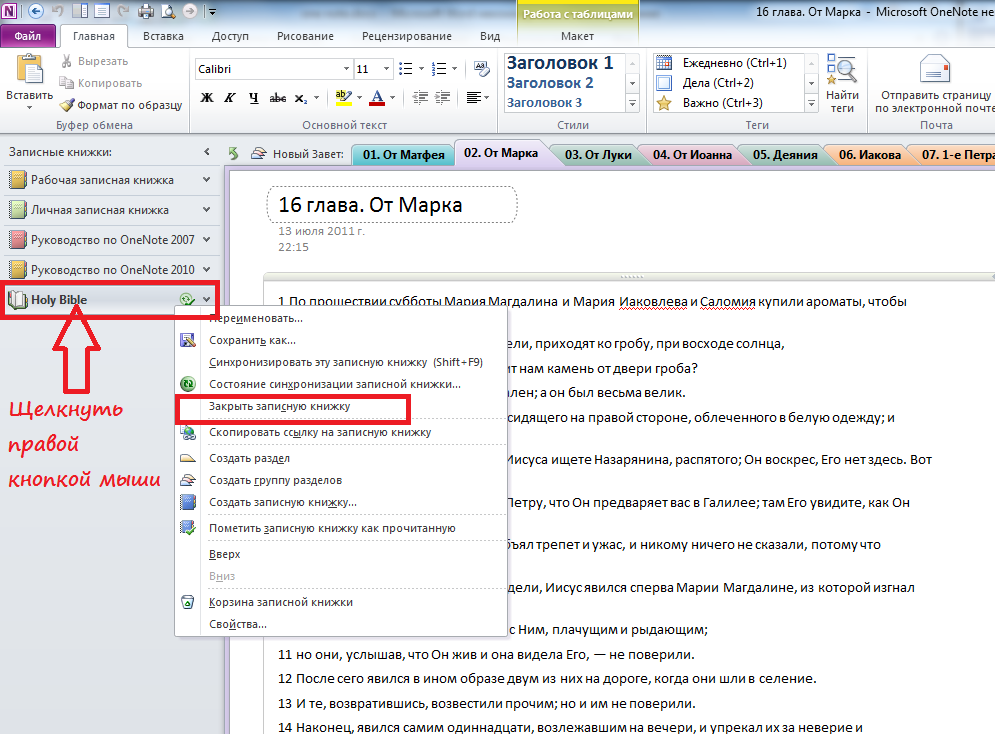 Работа с таблицами
16 глава. От Марка - Microsoft OneNote не
Файл Главная Вставка Доступ Рисование Рецензирование Вид Макет
Вставить
Вырезать
Копировать
Формат по образцу
Буфер обмена
Calibri 11
Ж К Ч abc x₂ ab A
Основной текст
Заголовок 1
Заголовок 2
Заголовок 3
Стили
Ежедневно (Ctrl+1)
Дела (Ctrl+2)
Важно (Ctrl+3)
Найти
теги
Теги
Отправить страницу
по электронной почте
Почта
Записные книжки:
Новый Завет: 01. От Матфея 02. От Марка 03. От Луки 04. От Иоанна 05. Деяния 06. Иакова 07. 1-е Петра
Рабочая записная книжка
Личная записная книжка
Руководство по OneNote 2007
Руководство по OneNote 2010
Holy Bible
Щелкнуть
правой
кнопкой мыши
Переименовать...
Сохранить как...
Синхронизировать эту записную книжку (Shift+F9)
Состояние синхронизации записной книжки...
Закрыть записную книжку
Скопировать ссылку на записную книжку
Создать раздел
Создать группу разделов
Создать записную книжку...
Пометить записную книжку как прочитанную
Вверх
Вниз
Корзина записной книжки
Свойства...
16 глава. От Марка
13 июля 2011 г.
22:15
1 По прошествии субботы Мария Магдалина и Мария Иаковлева и Саломия купили ароматы, чтобы
ели, приходят ко гробу, при восходе солнца,
ит нам камень от двери гроба?
ален; а он был весьма велик.
сидящего на правой стороне, облеченного в белую одежду; и
Иисуса ищете Назарянина, распятого; Он воскрес, Его нет здесь. Вот
Петру, что Он предваряет вас в Галилее; там Его увидите, как Он
бъял трепет и ужас, и никому ничего не сказали, потому что
дели, Иисус явился сперва Марии Магдалине, из которой изгнал
с Ним, плачущим и рыдающим;
11 но они, услышав, что Он жив и она видела Его, — не поверили.
12 После сего явился в ином образе двум из них на дороге, когда они шли в селение.
13 И те, возвратившись, возвестили прочим; но и им не поверили.
14 Наконец, явился самим одиннадцати, возлежавшим на вечери, и упрекал их за неверие и